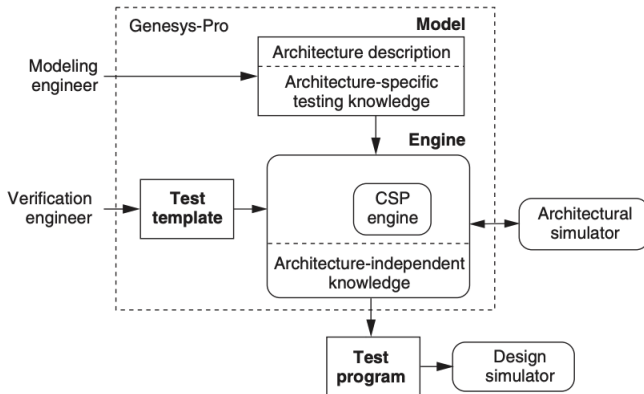 Genesys-Pro
Model
Architecture description
Architecture-specific
testing knowledge
Modeling
engineer
Engine
CSP
engine
Architecture-independent
knowledge
Verification
engineer
Test
template
Architectural
simulator
Test
program
Design
simulator